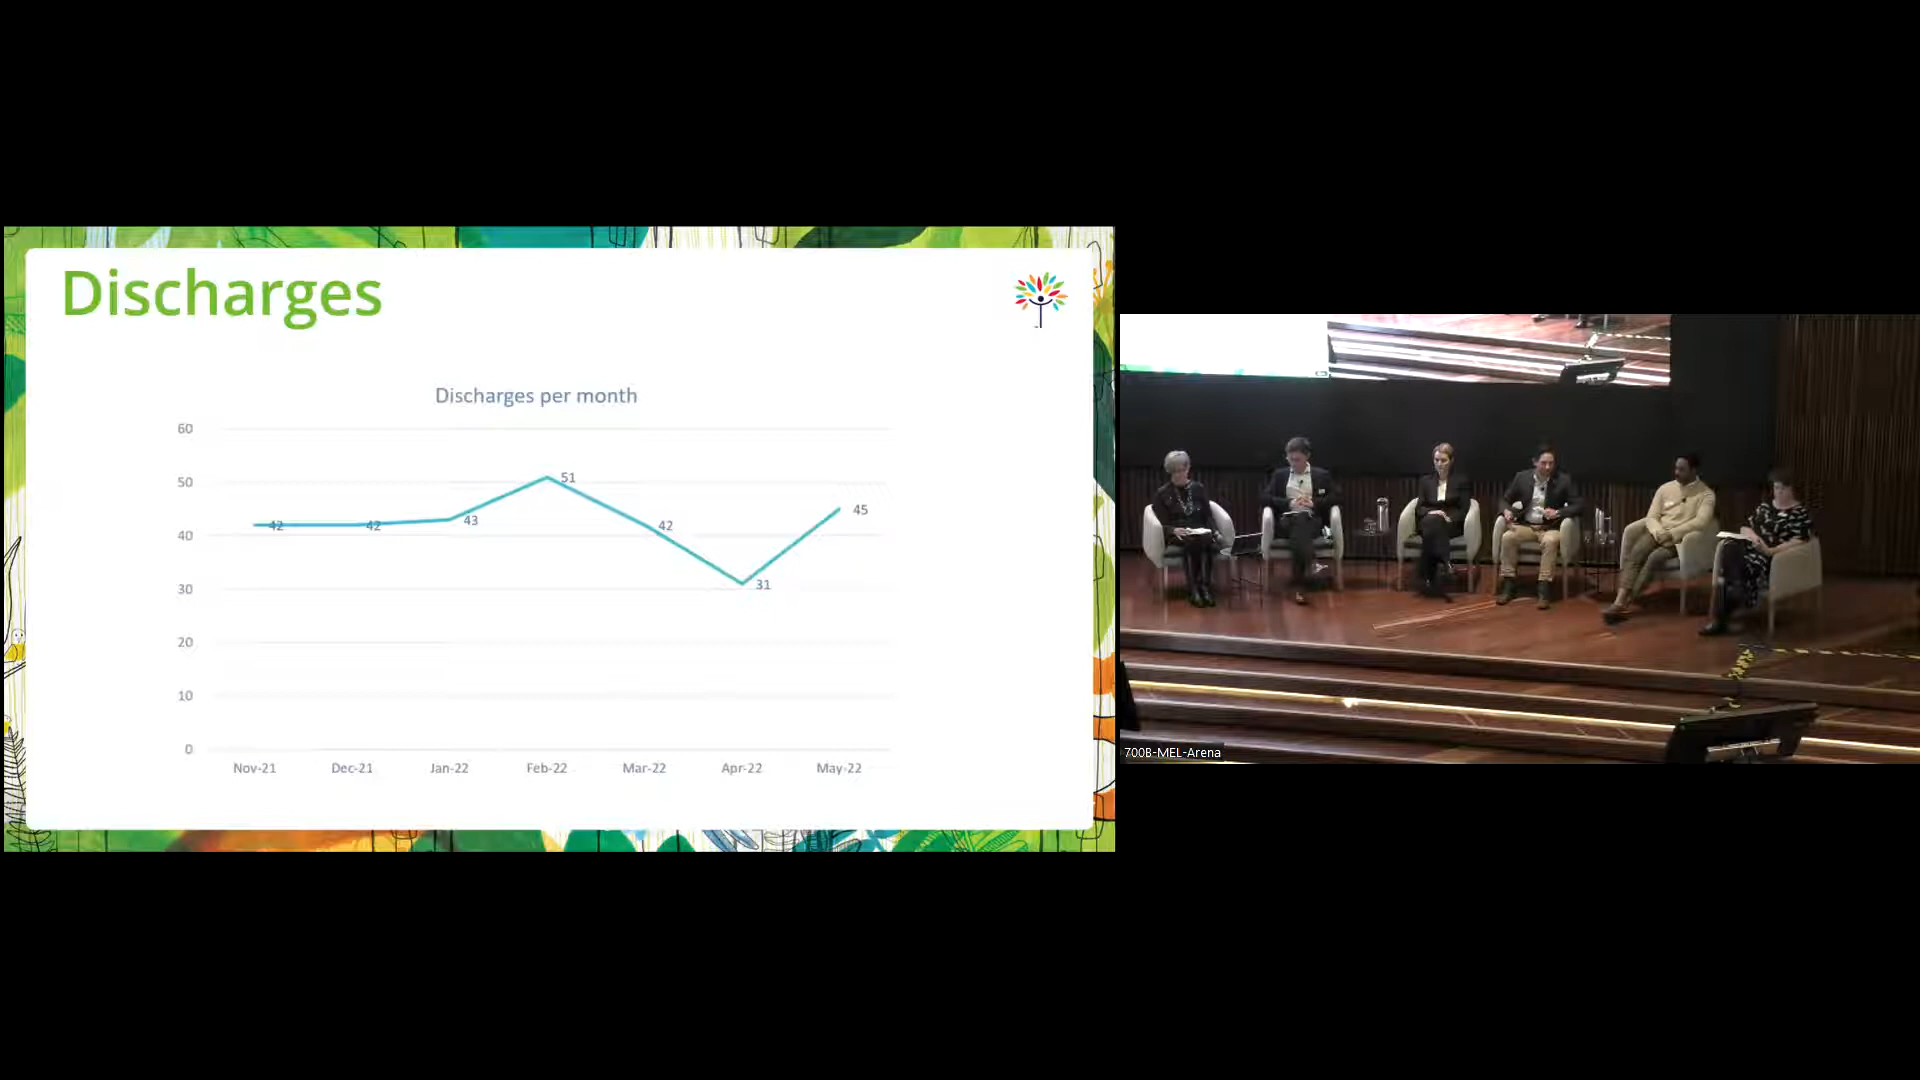 Discharges
Discharges per month
60
50
40
30
20
10
0
42
42
43
51
42
31
45
Nov-21
Dec-21
Jan-22
Feb-22
Mar-22
Apr-22
May-22
700B-MEL-Arena